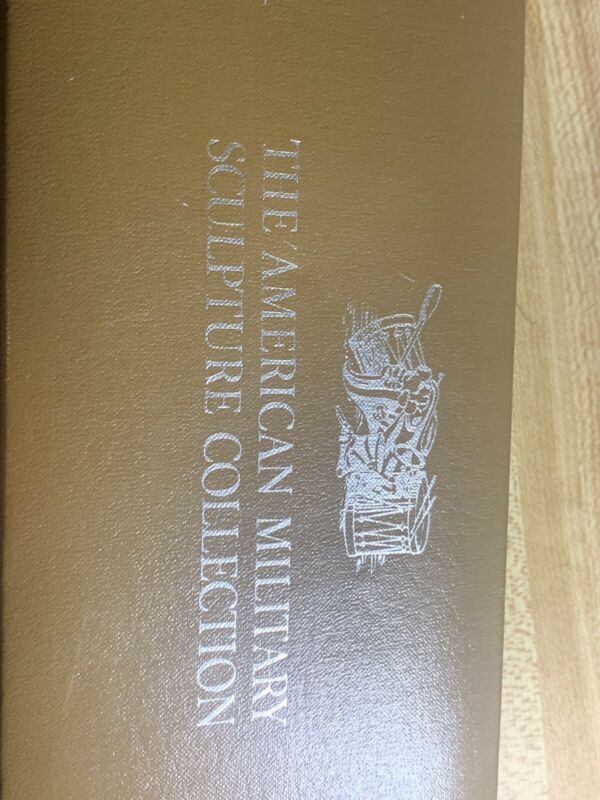 THE AMERICAN MILITARY
SCULPTURE COLLECTION